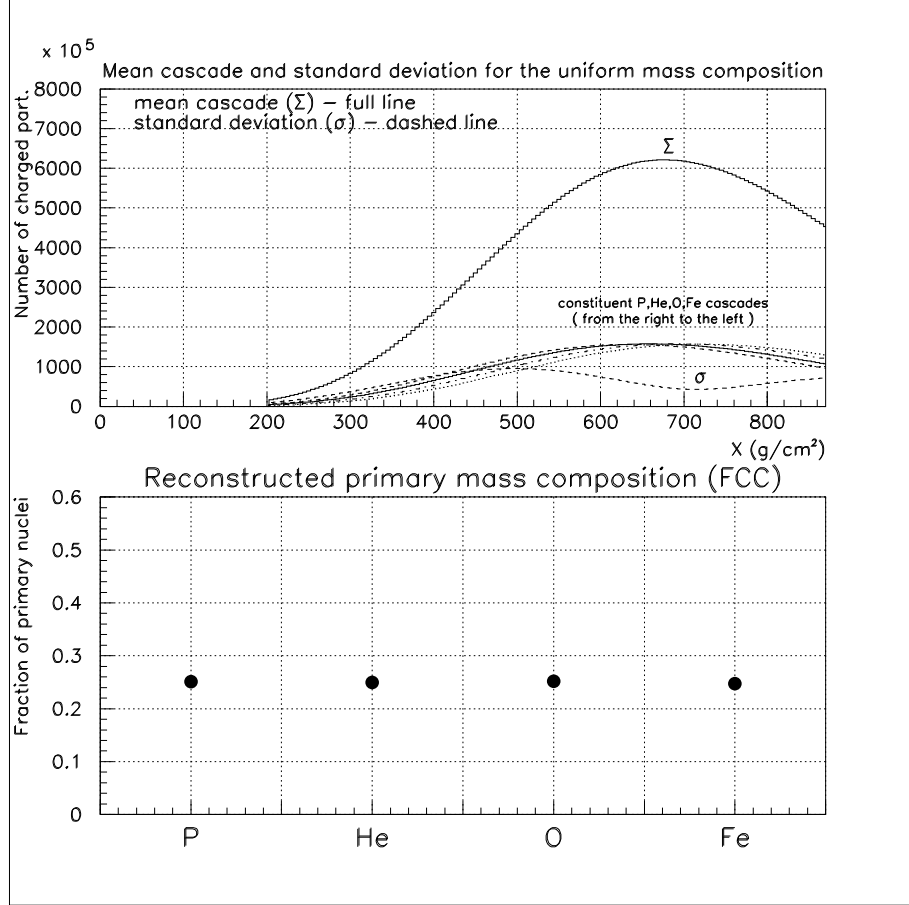 x 10⁵
Mean cascade and standard deviation for the uniform mass composition
Number of charged part.
8000
7000
6000
5000
4000
3000
2000
1000
0
mean cascade (Σ) – full line
standard deviation (σ) – dashed line
Σ
constituent P,He,O,Fe cascades
( from the right to the left )
σ
0 100 200 300 400 500 600 700 800
X (g/cm²)
Reconstructed primary mass composition (FCC)
Fraction of primary nuclei
0.6
0.5
0.4
0.3
0.2
0.1
0
P He O Fe